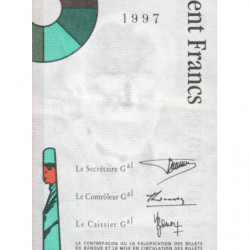 1997
ent Francs
Le Secrétaire Gal
Le Contrôleur Gal
Le Caissier Gal
LA CONTREFAÇON OU LA FALSIFICATION DES BILLETS
DE BANQUE ET LA MISE EN CIRCULATION DES BILLETS